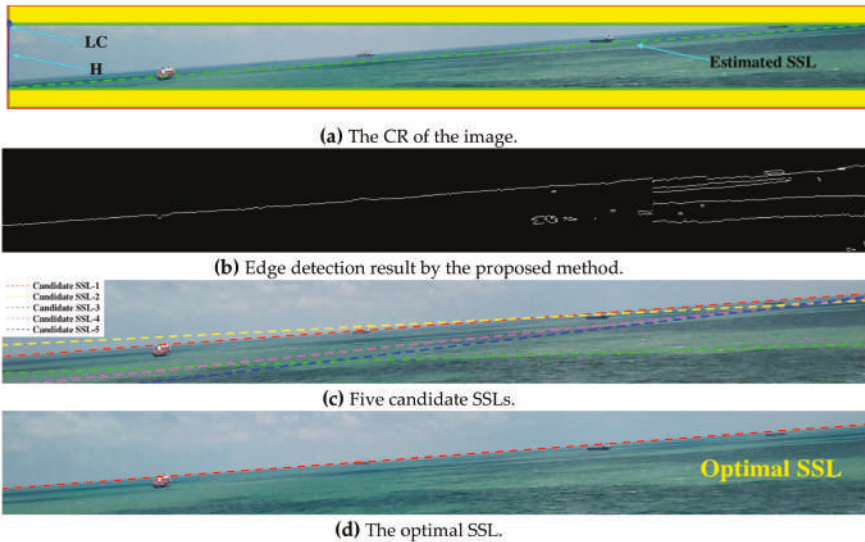 LC
H
Estimated SSL
(a) The CR of the image.
(b) Edge detection result by the proposed method.
Candidate SSL-1
Candidate SSL-2
Candidate SSL-3
Candidate SSL-4
Candidate SSL-5
(c) Five candidate SSLs.
Optimal SSL
(d) The optimal SSL.